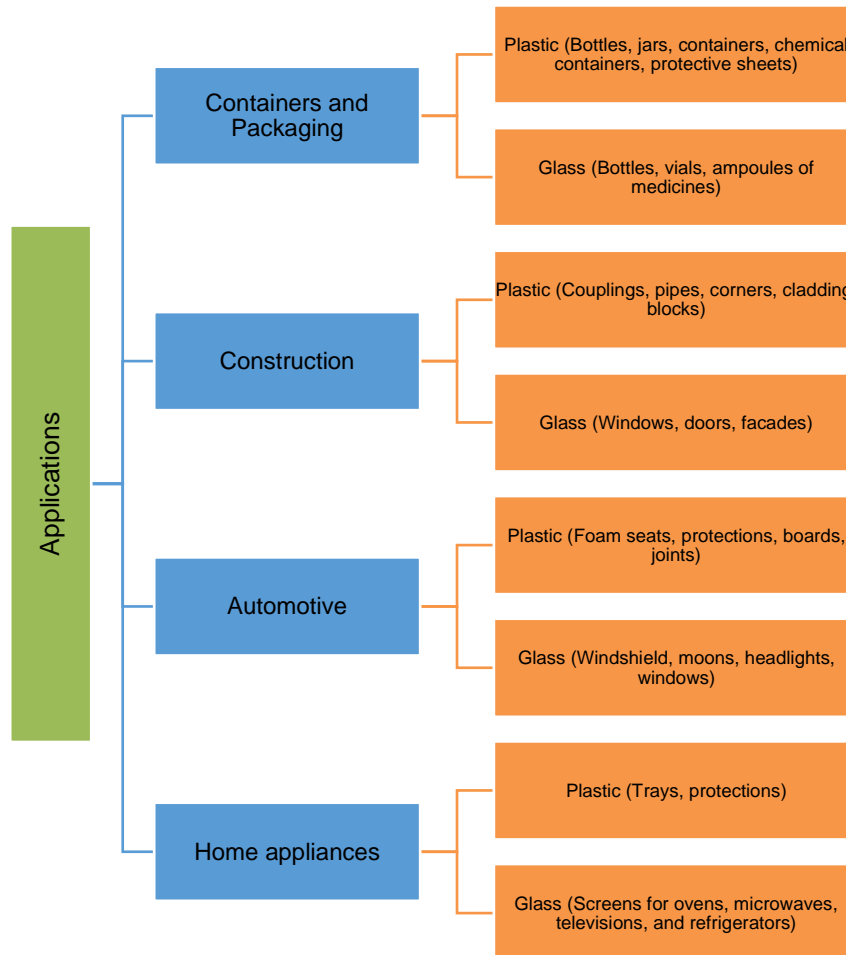 Applications
Containers and
Packaging
Plastic (Bottles, jars, containers, chemical
containers, protective sheets)
Glass (Bottles, vials, ampoules of
medicines)
Construction
Plastic (Couplings, pipes, corners, cladding
blocks)
Glass (Windows, doors, facades)
Automotive
Plastic (Foam seats, protections, boards,
joints)
Glass (Windshield, moons, headlights,
windows)
Home appliances
Plastic (Trays, protections)
Glass (Screens for ovens, microwaves,
televisions, and refrigerators)